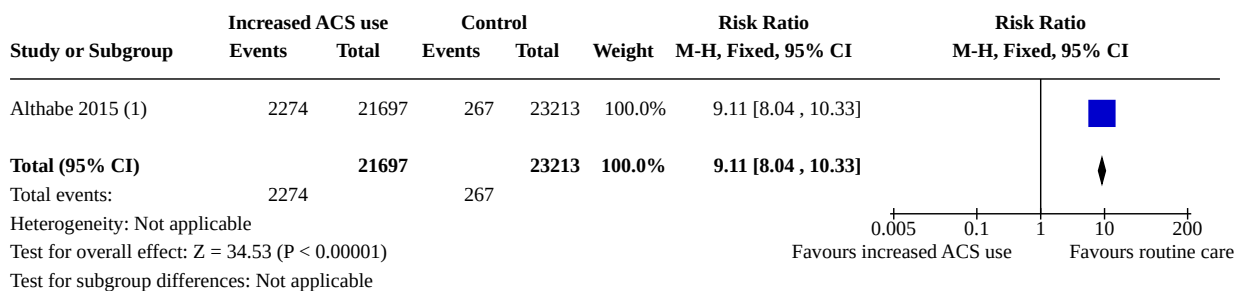 Increased ACS use Control Risk Ratio Risk Ratio
Study or Subgroup Events Total Events Total Weight M-H, Fixed, 95% CI M-H, Fixed, 95% CI
Althabe 2015 (1) 2274 21697 267 23213 100.0% 9.11 [8.04 , 10.33]
Total (95% CI) 21697 23213 100.0% 9.11 [8.04 , 10.33]
Total events: 2274 267
Heterogeneity: Not applicable
0.005 0.1 1 10 200
Test for overall effect: Z = 34.53 (P < 0.00001) Favours increased ACS use Favours routine care
Test for subgroup differences: Not applicable